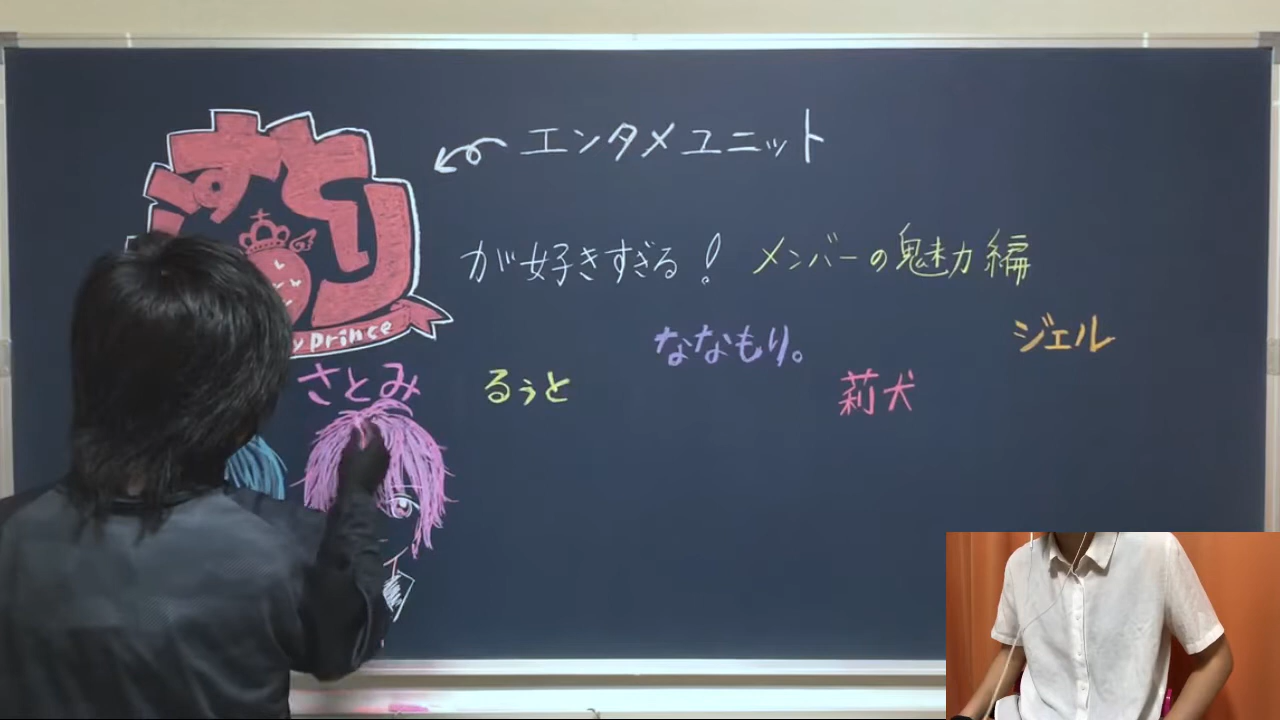 すとぷり
y Prince
エンタメユニット
が好きすぎる！ メンバーの魅力編
ななもり。
ジェル
さとみ
るぅと
莉犬